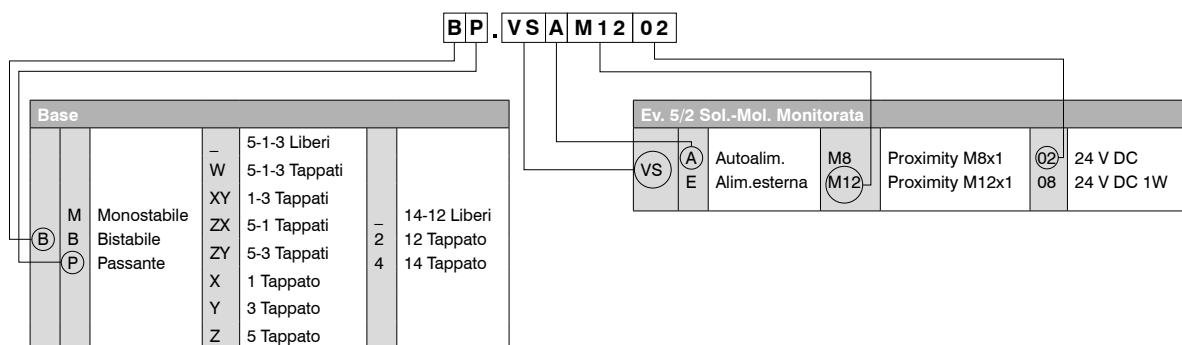 BP.VSAM1202
Base
_ 5-1-3 Liberi
W 5-1-3 Tappati
XY 1-3 Tappati
M Monostabile ZX 5-1 Tappati _ 14-12 Liberi
B B Bistabile ZY 5-3 Tappati 2 12 Tappato
P Passante X 1 Tappato 4 14 Tappato
Y 3 Tappato
Z 5 Tappato
Ev. 5/2 Sol.-Mol. Monitorata
VS A Autoalim. M8 Proximity M8x1 02 24 V DC
E Alim.esterna M12 Proximity M12x1 08 24 V DC 1W